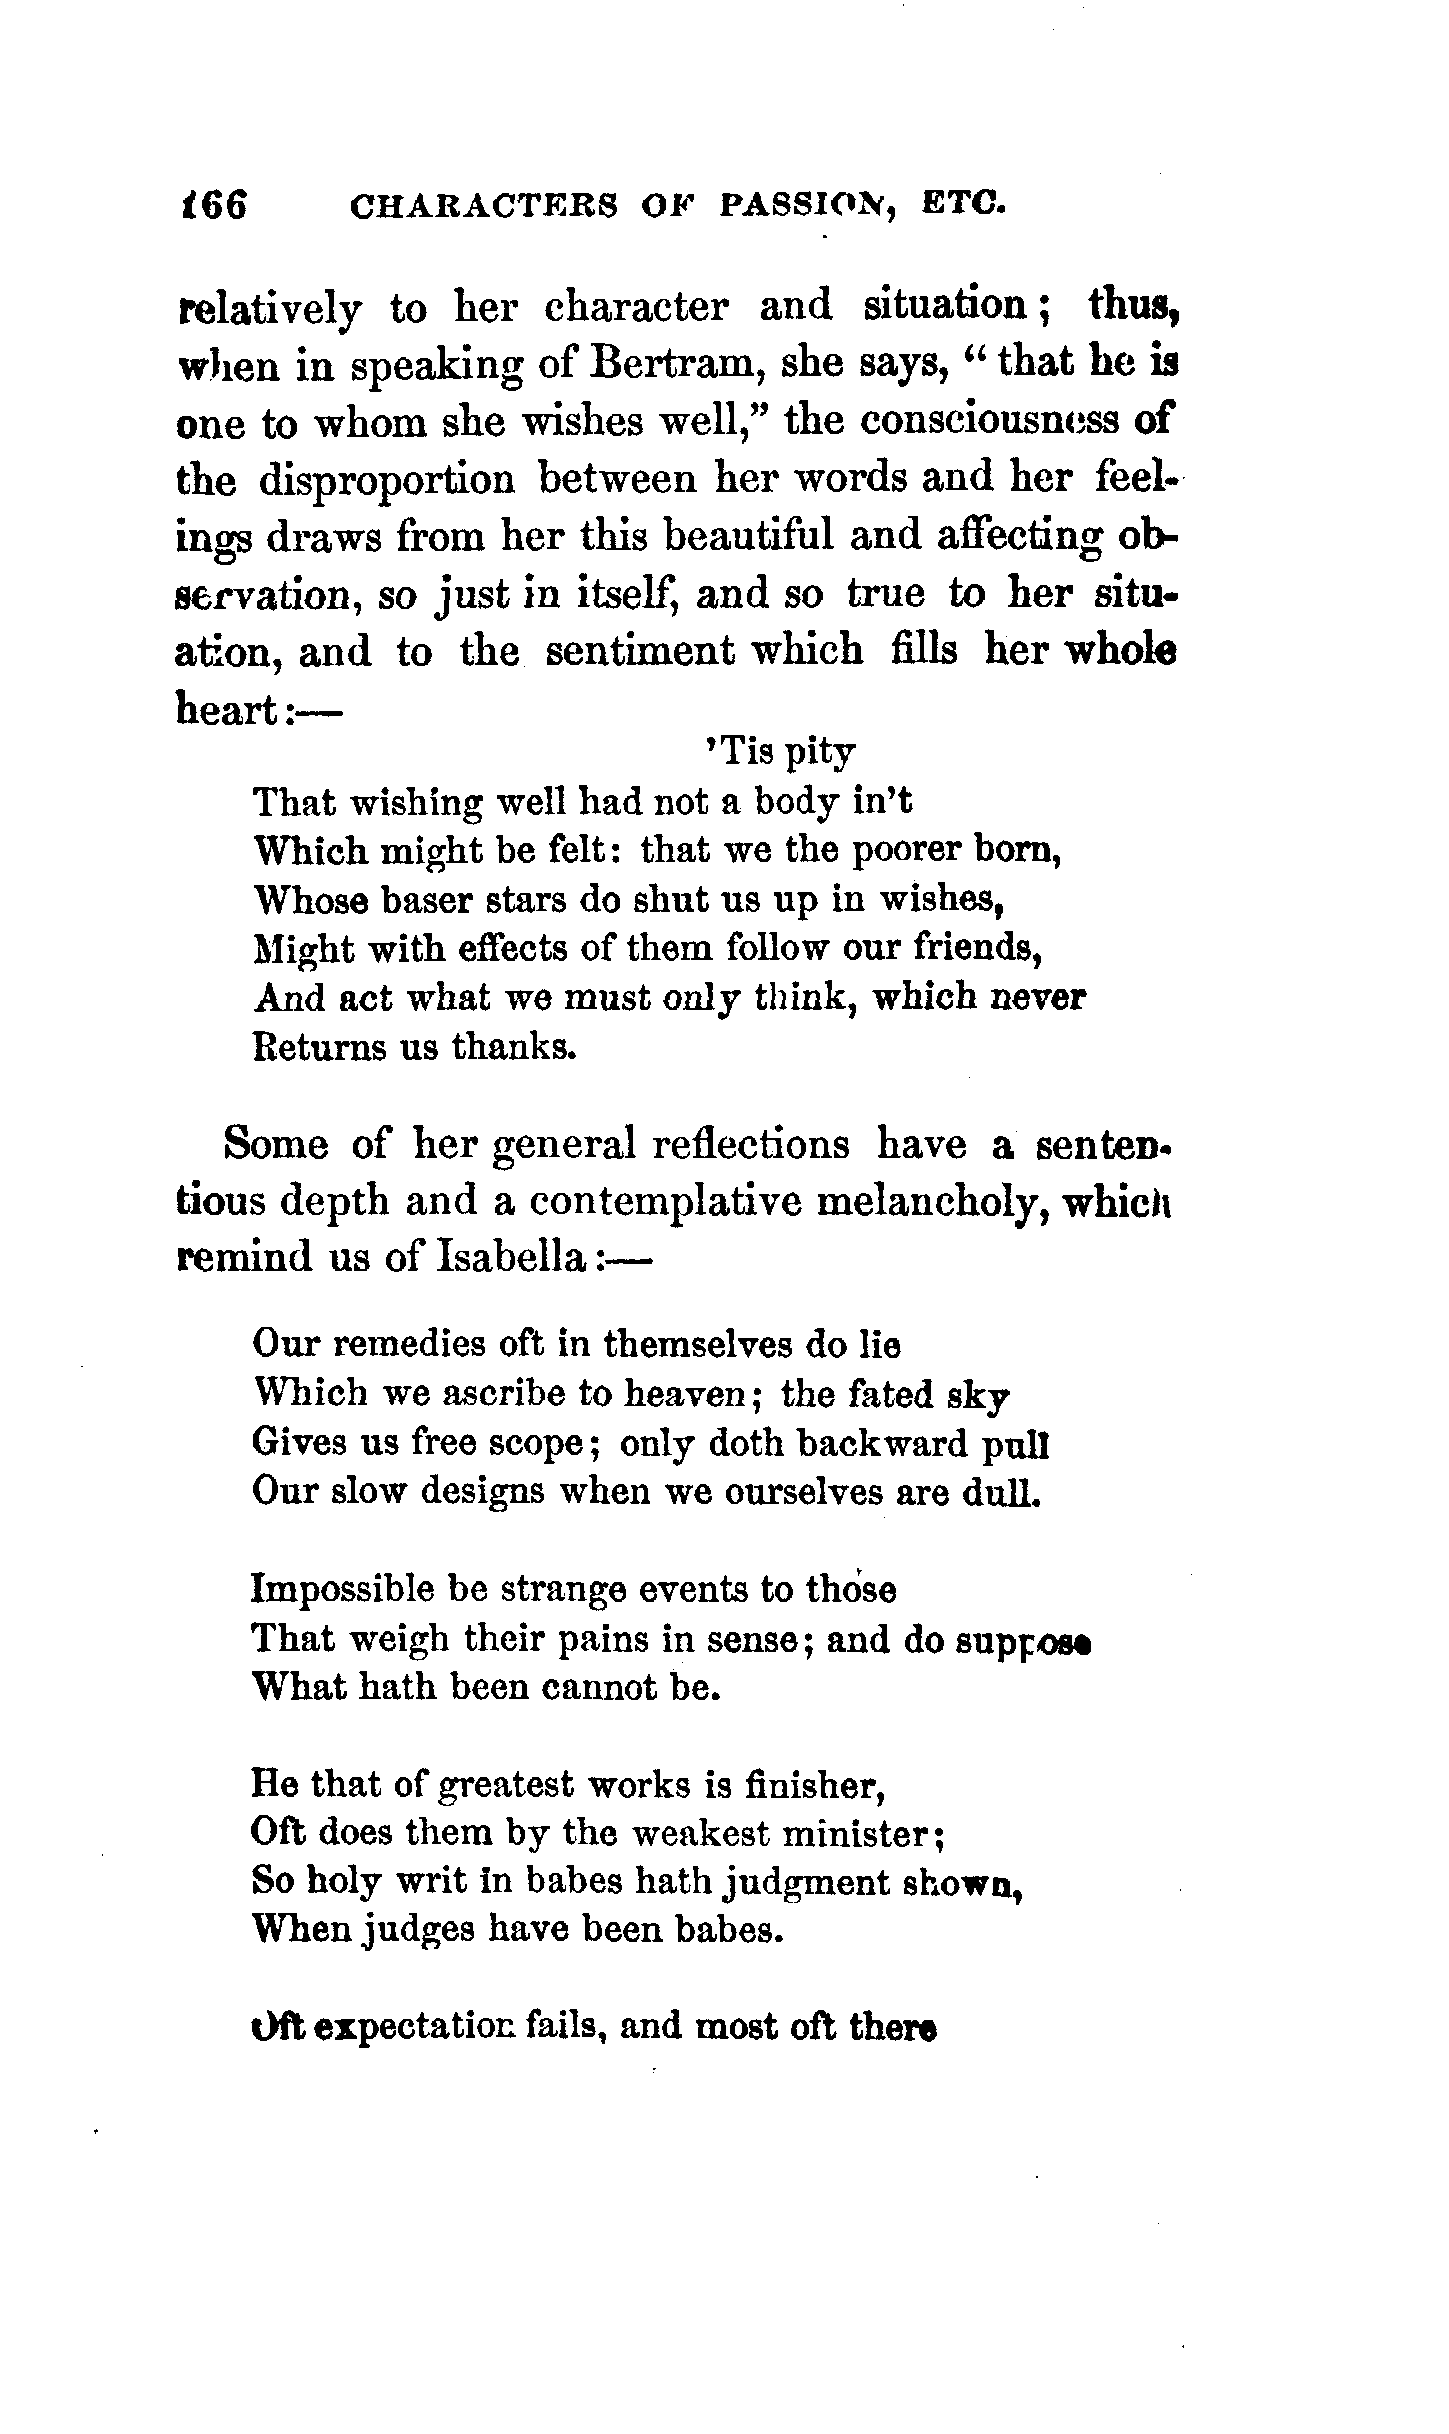 166 CHARACTERS OF PASSION, ETC.
relatively to her character and situation; thus,
when in speaking of Bertram, she says, "that he is
one to whom she wishes well," the consciousness of
the disproportion between her words and her feel-
ings draws from her this beautiful and affecting ob-
servation, so just in itself, and so true to her situ-
ation, and to the sentiment which fills her whole
heart:—
'Tis pity
That wishing well had not a body in't
Which might be felt: that we the poorer born,
Whose baser stars do shut us up in wishes,
Might with effects of them follow our friends,
And act what we must only think, which never
Returns us thanks.
Some of her general reflections have a senten-
tious depth and a contemplative melancholy, which
remind us of Isabella:—
Our remedies oft in themselves do lie
Which we ascribe to heaven; the fated sky
Gives us free scope; only doth backward pull
Our slow designs when we ourselves are dull.
Impossible be strange events to those
That weigh their pains in sense; and do suppose
What hath been cannot be.
He that of greatest works is finisher,
Oft does them by the weakest minister;
So holy writ in babes hath judgment shown,
When judges have been babes.
Oft expectation fails, and most oft there